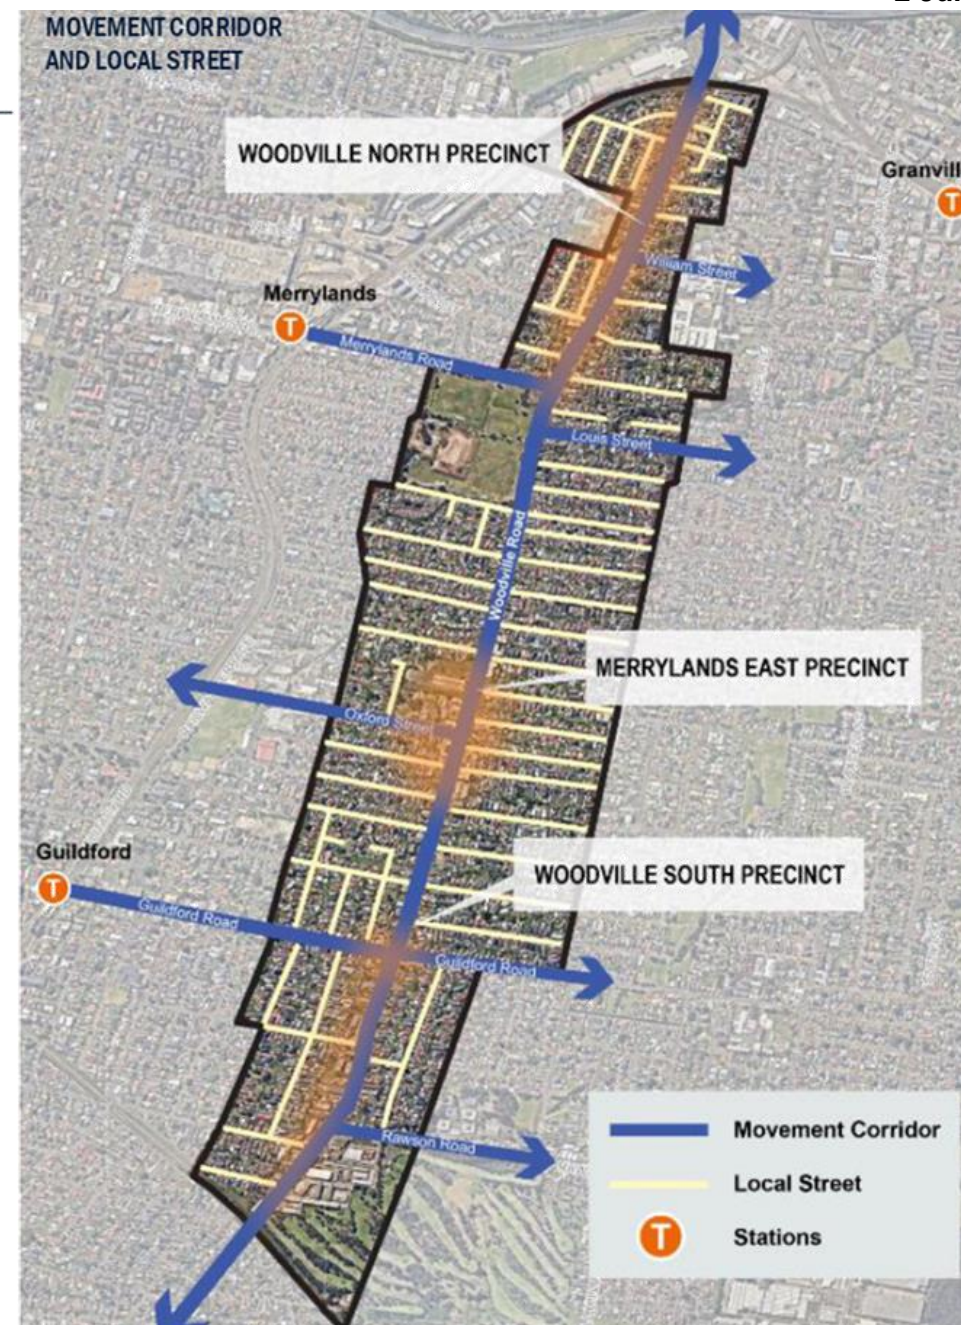 MOVEMENT CORRIDOR
AND LOCAL STREET
WOODVILLE NORTH PRECINCT
Granvill
T
William Street
Merrylands
T
Merrylands Road
Louis Street
Woodville Road
MERRYLANDS EAST PRECINCT
Oxford Street
WOODVILLE SOUTH PRECINCT
Guildford
T
Guildford Road
Guildford Road
Rawson Road
Movement Corridor
Local Street
T
Stations